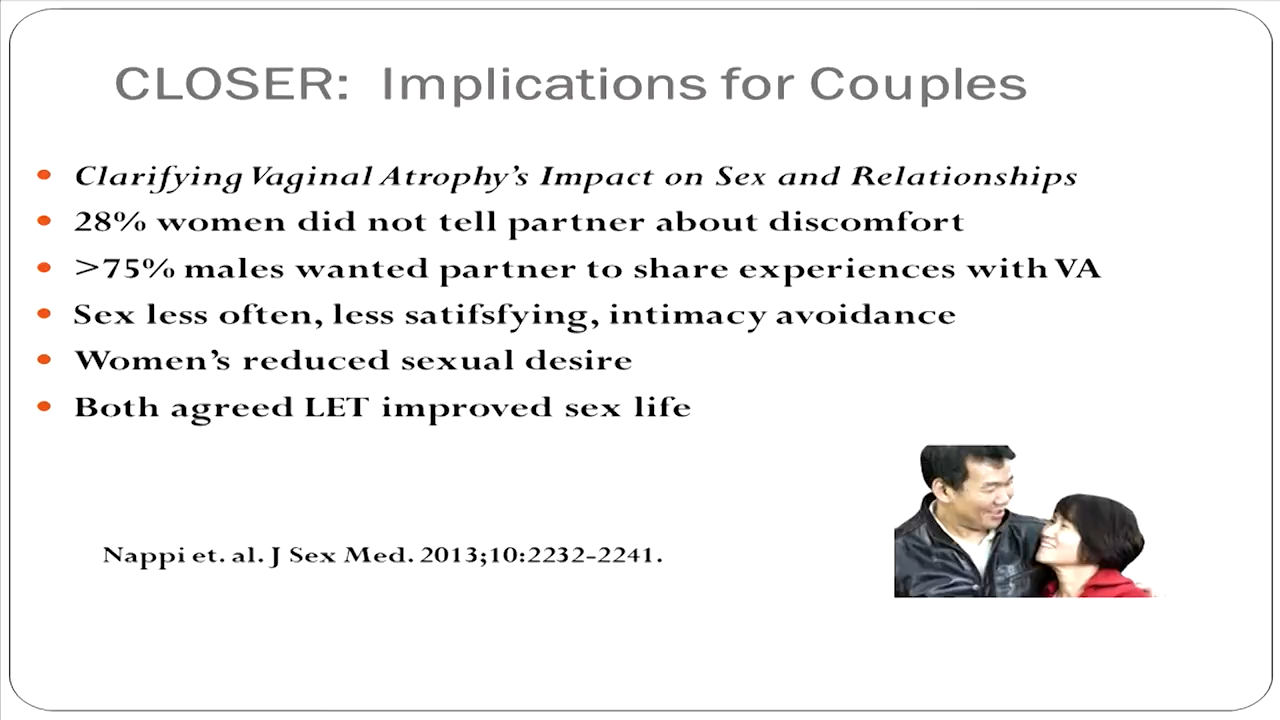 CLOSER: Implications for Couples
Clarifying Vaginal Atrophy's Impact on Sex and Relationships
28% women did not tell partner about discomfort
>75% males wanted partner to share experiences with VA
Sex less often, less satifsfying, intimacy avoidance
Women's reduced sexual desire
Both agreed LET improved sex life
Nappi et. al. J Sex Med. 2013;10:2232-2241.